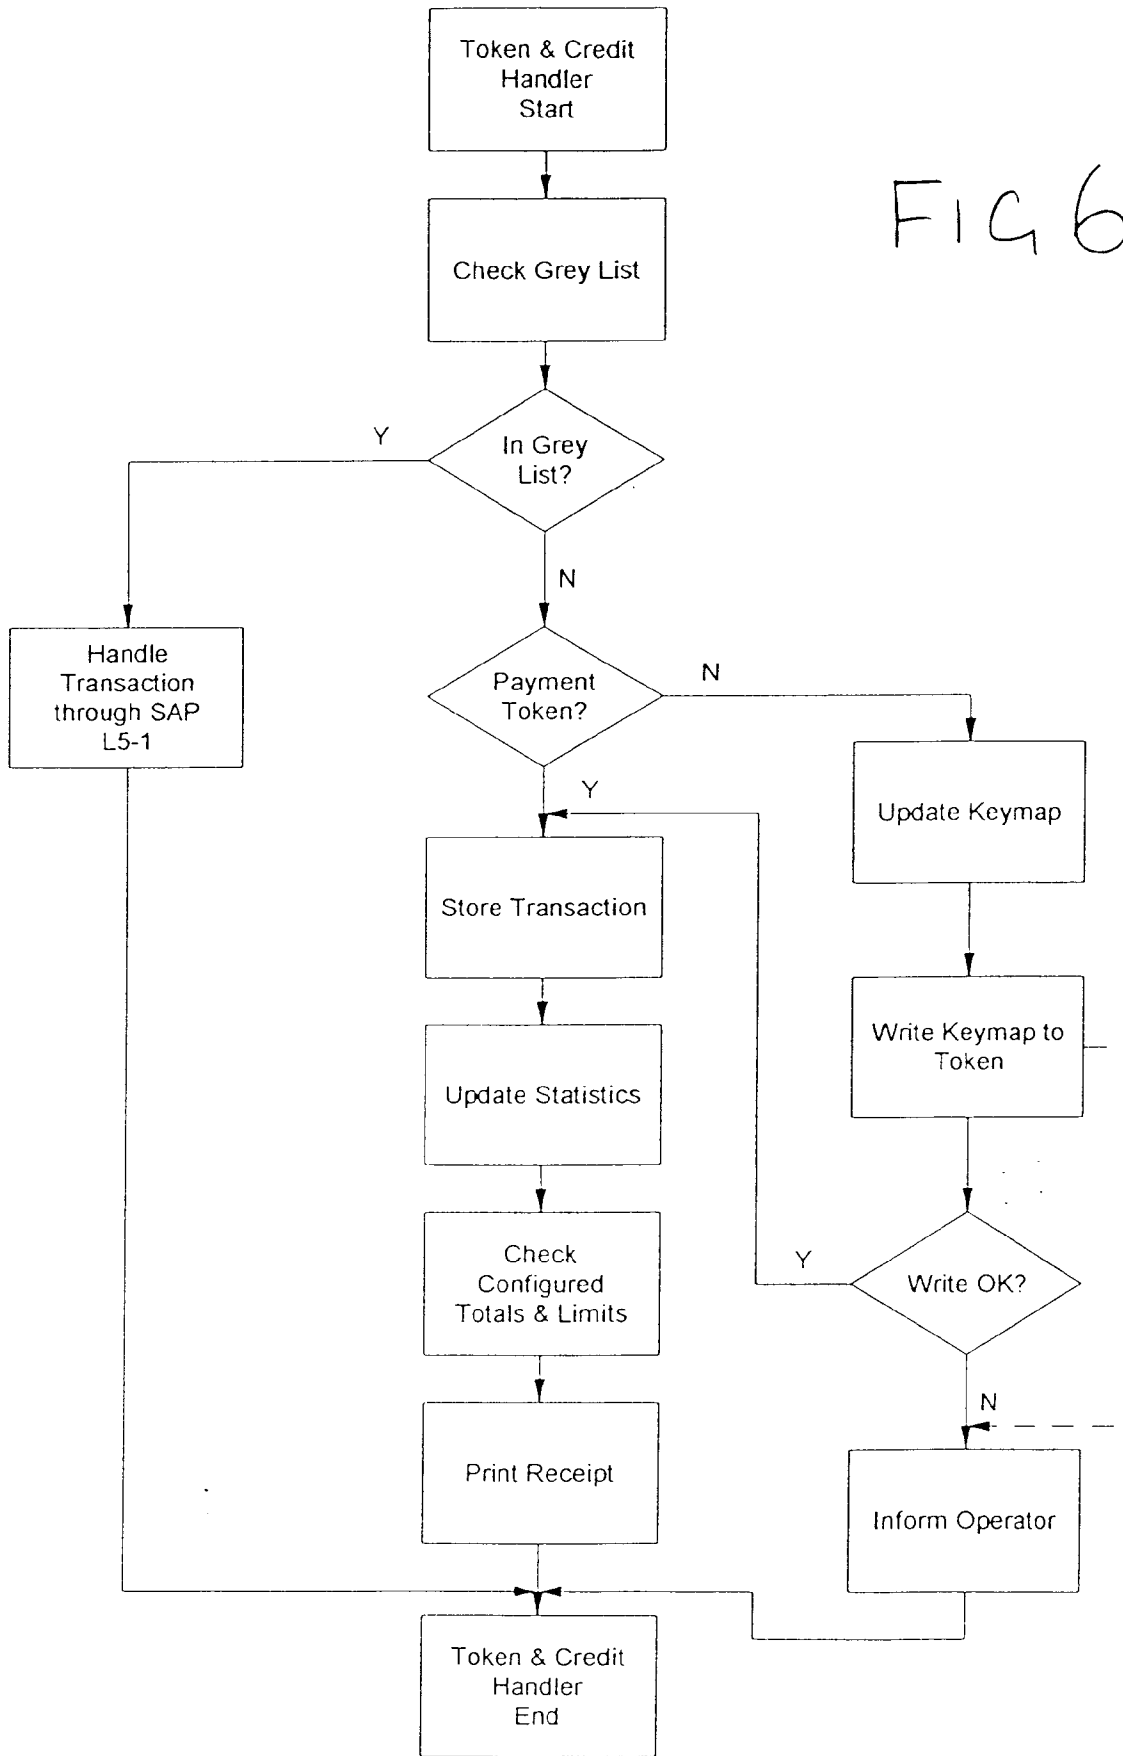 Token & Credit
Handler
Start
FIG 6
Check Grey List
Y
In Grey
List?
N
Handle
Transaction
through SAP
L5-1
Payment
Token?
N
Y
Update Keymap
Store Transaction
Write Keymap to
Token
Update Statistics
Check
Configured
Totals & Limits
Y
Write OK?
N
Print Receipt
Inform Operator
Token & Credit
Handler
End